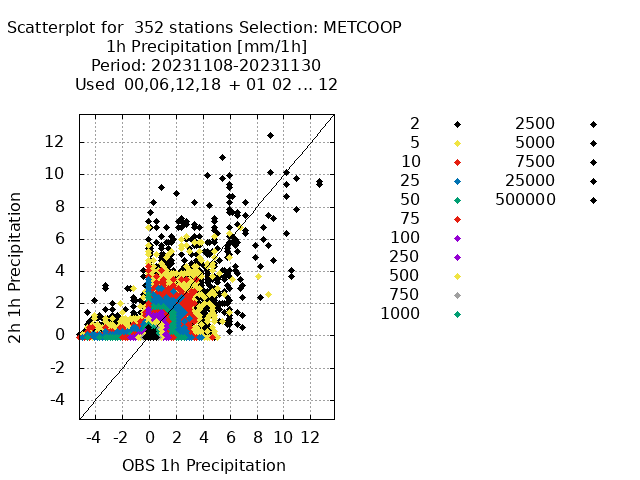 Scatterplot for  352 stations Selection: METCOOP
1h Precipitation [mm/1h]
Period: 20231108-20231130
Used  00,06,12,18 + 01 02 ... 12
2h 1h Precipitation
12
10
8
6
4
2
0
-2
-4
-4 -2 0 2 4 6 8 10 12
OBS 1h Precipitation
2 2500
5 5000
10 7500
25 25000
50 500000
75
100
250
500
750
1000